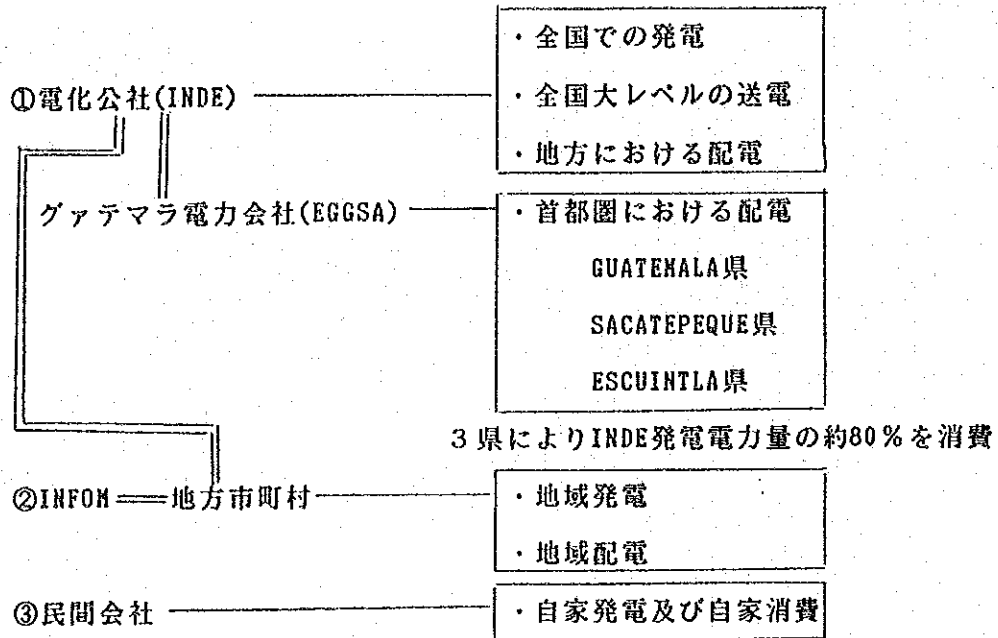 ・全国での発電
①電化公社(INDE)
・全国大レベルの送電
・地方における配電
グァテマラ電力会社(EGGSA)
・首都圏における配電
GUATEMALA県
SACATEPEQUE県
ESCUINTLA県
3県によりINDE発電電力量の約80%を消費
②INFOM
地方市町村
・地域発電
・地域配電
③民間会社
・自家発電及び自家消費